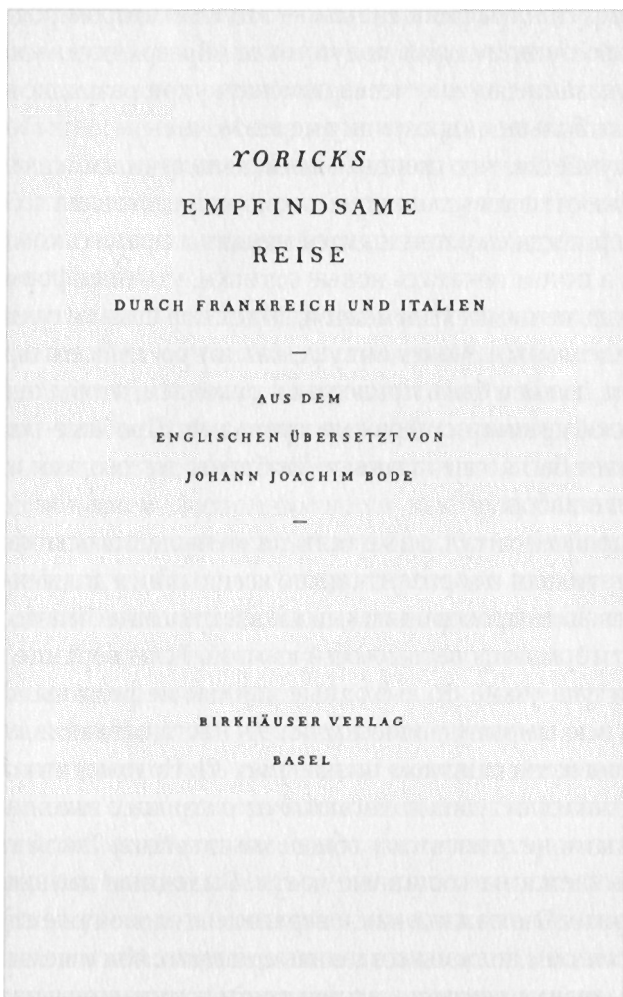 YORICKS
EMPFINDSAME
REISE
DURCH FRANKREICH UND ITALIEN
—
AUS DEM
ENGLISCHEN ÜBERSETZT VON
JOHANN JOACHIM BODE
—
BIRKHÄUSER VERLAG
BASEL